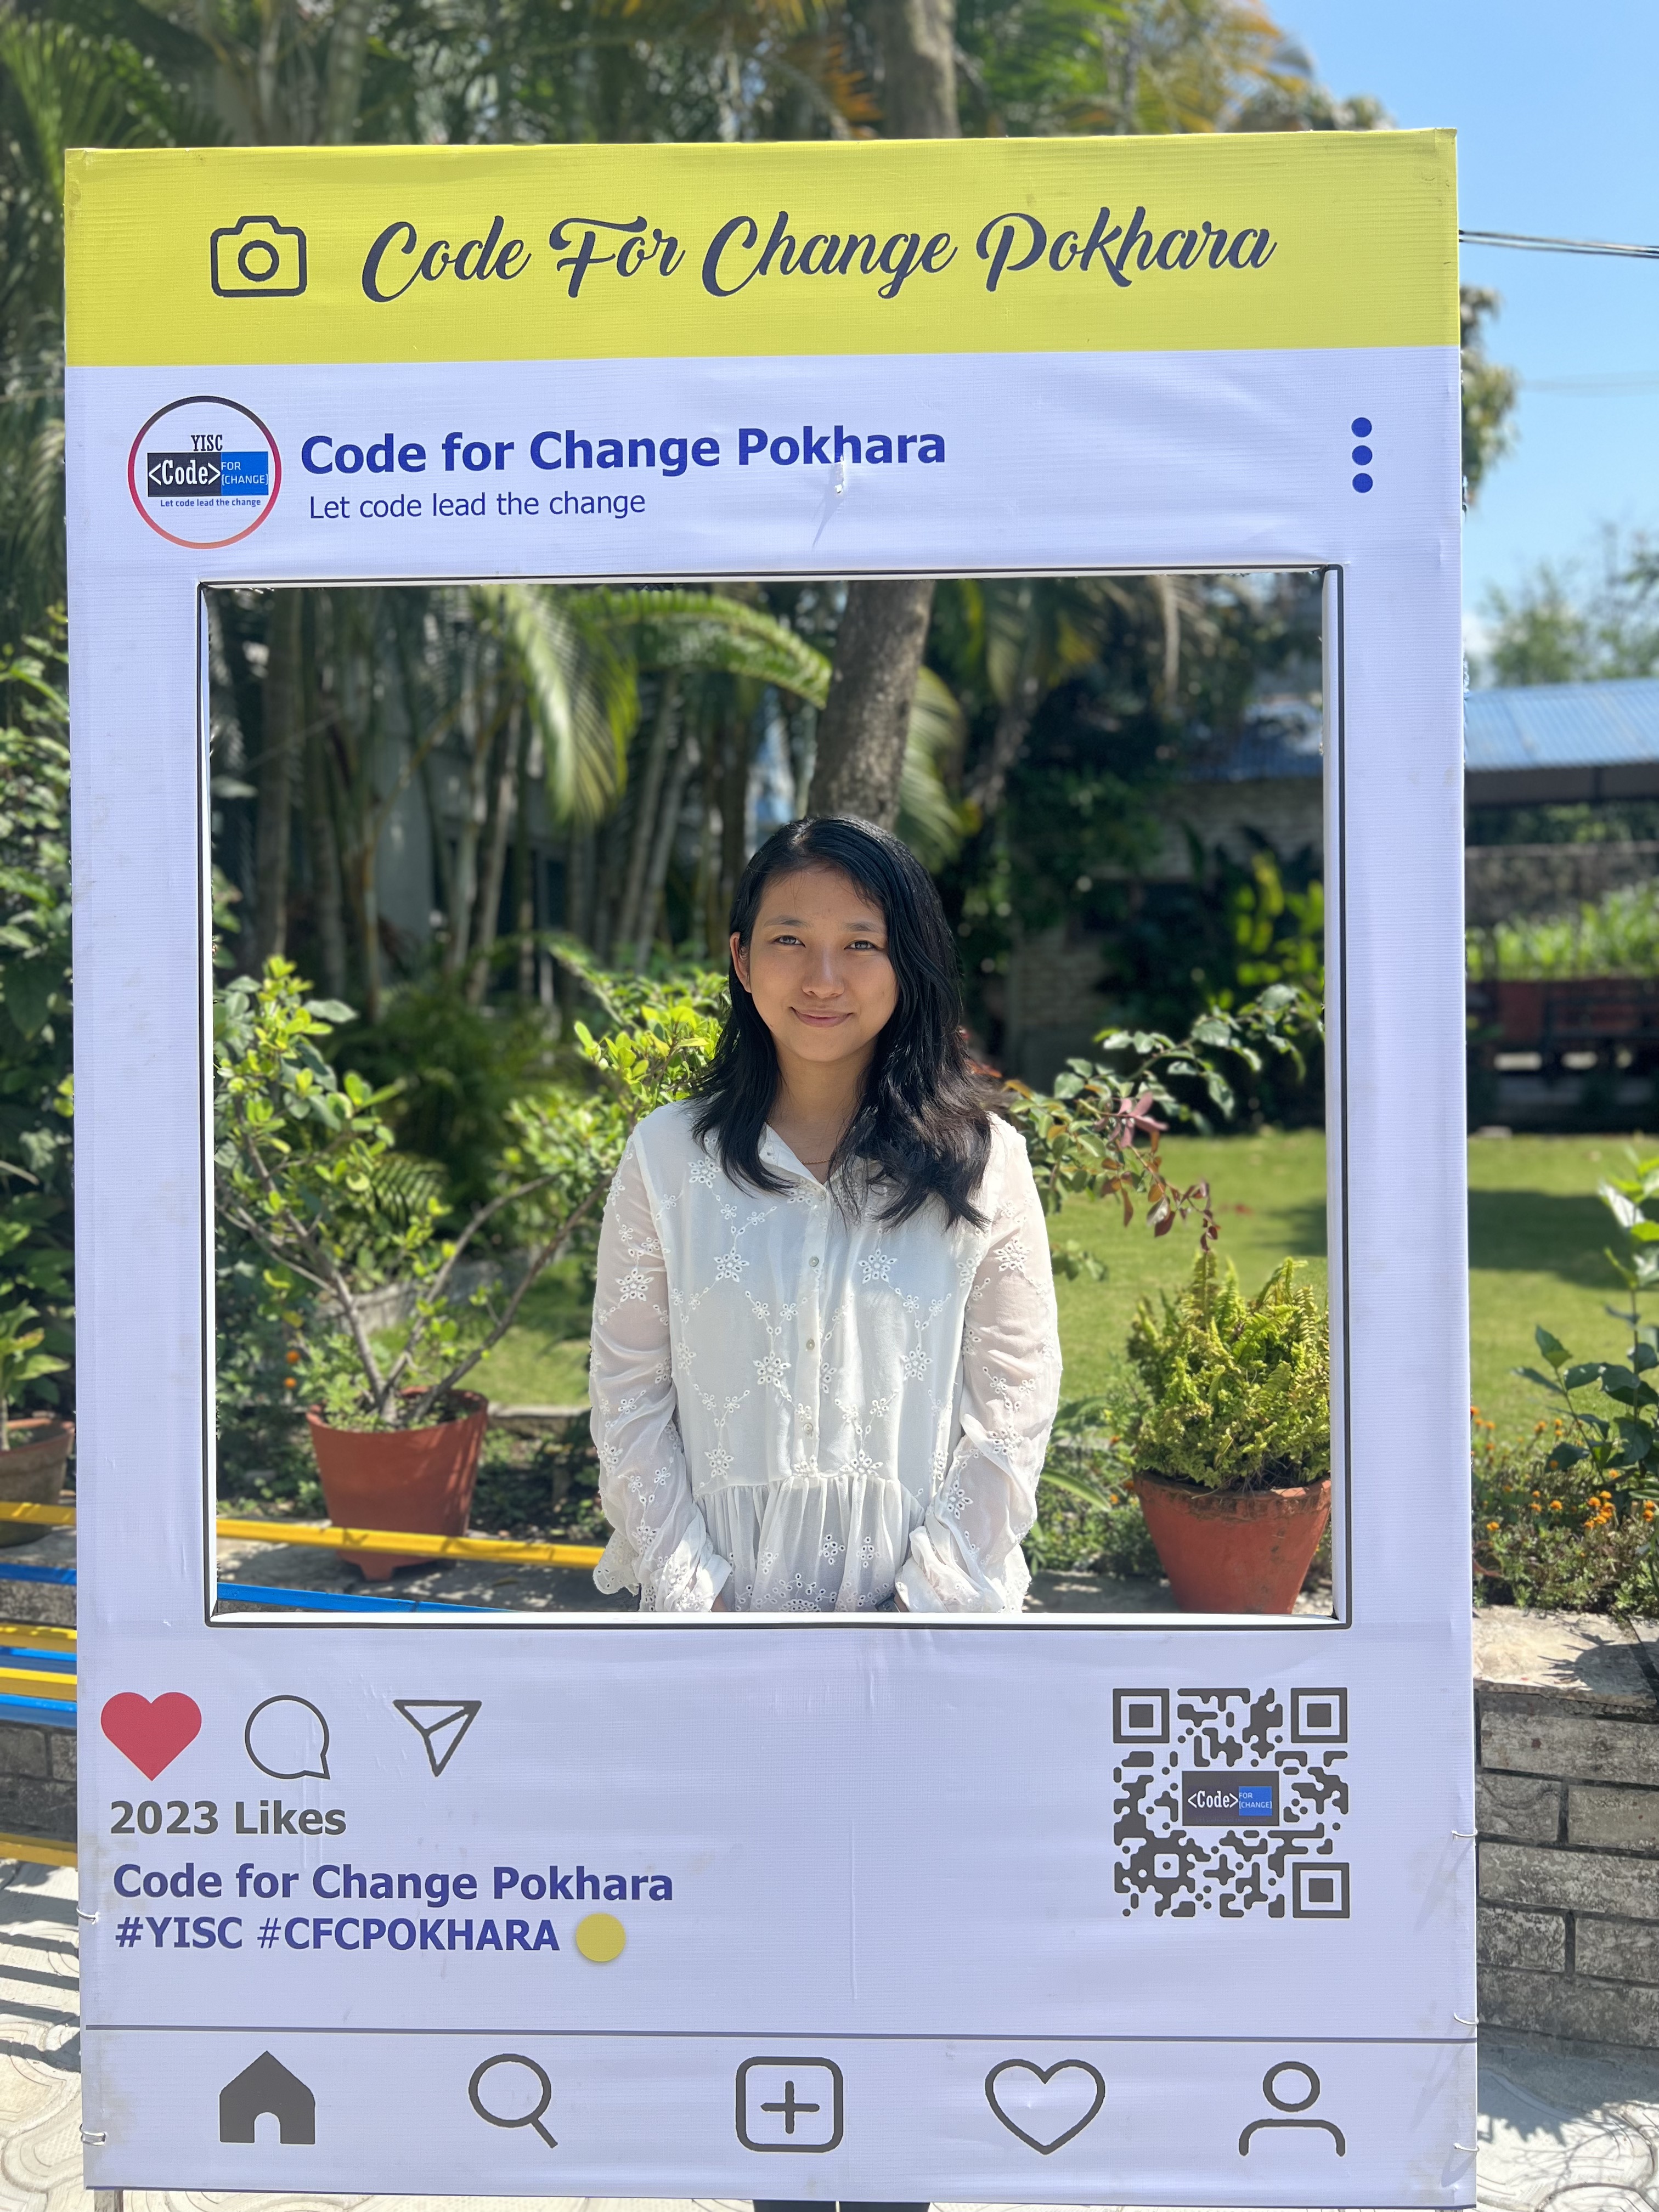 Code For Change Pokhara
YISC
<Code>FOR
[CHANGE]
Let code lead the change
Code for Change Pokhara
Let code lead the change
2023 Likes
Code for Change Pokhara
#YISC #CFCPOKHARA
<Code>FOR
[CHANGE]